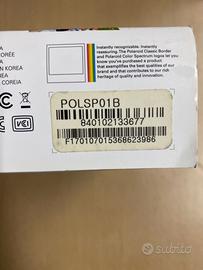 Instantly recognizable. Instantly
reassuring. The Polaroid Classic Border
and Polaroid Color Spectrum logos let you
know you've purchased a product
that exemplifies the best qualities of our
brand and that contributes to our rich
heritage of quality and innovation.
CORÉE
N KOREA
COREIA
POLSP01B
840102133677
F170107015368623986
subito